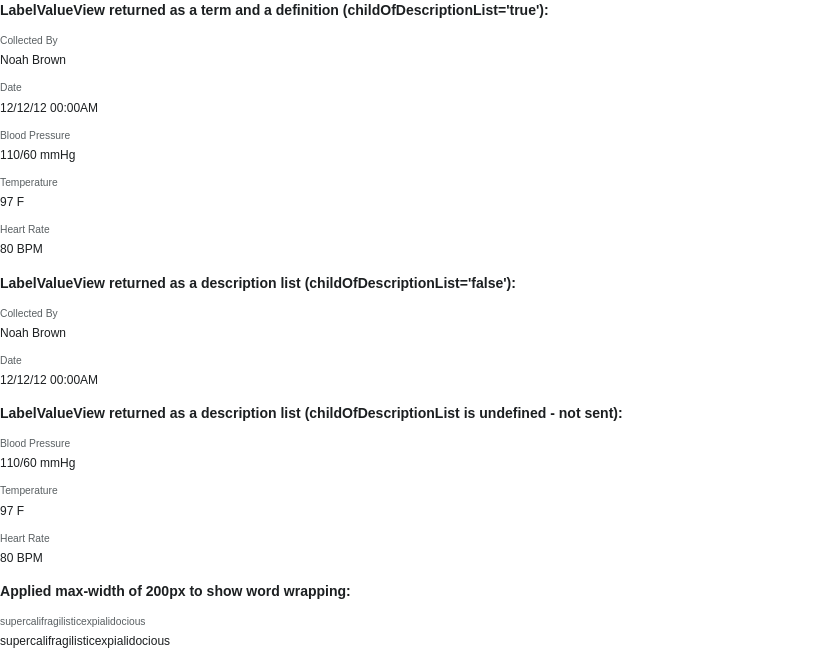 LabelValueView returned as a term and a definition (childOfDescriptionList='true'):
Collected By
Noah Brown
Date
12/12/12 00:00AM
Blood Pressure
110/60 mmHg
Temperature
97 F
Heart Rate
80 BPM
LabelValueView returned as a description list (childOfDescriptionList='false'):
Collected By
Noah Brown
Date
12/12/12 00:00AM
LabelValueView returned as a description list (childOfDescriptionList is undefined - not sent):
Blood Pressure
110/60 mmHg
Temperature
97 F
Heart Rate
80 BPM
Applied max-width of 200px to show word wrapping:
supercalifragilisticexpialidocious
supercalifragilisticexpialidocious